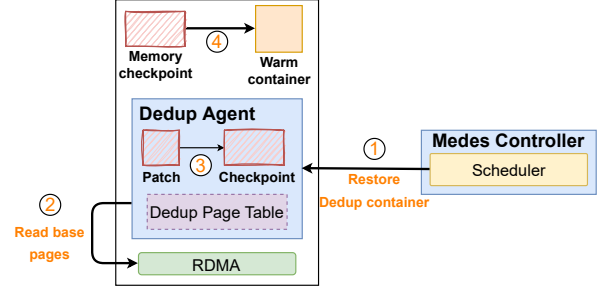 ④
Memory
checkpoint
Warm
container
Dedup Agent
③
Patch
Checkpoint
Dedup Page Table
①
Restore
Dedup container
Medes Controller
Scheduler
②
Read base
pages
RDMA